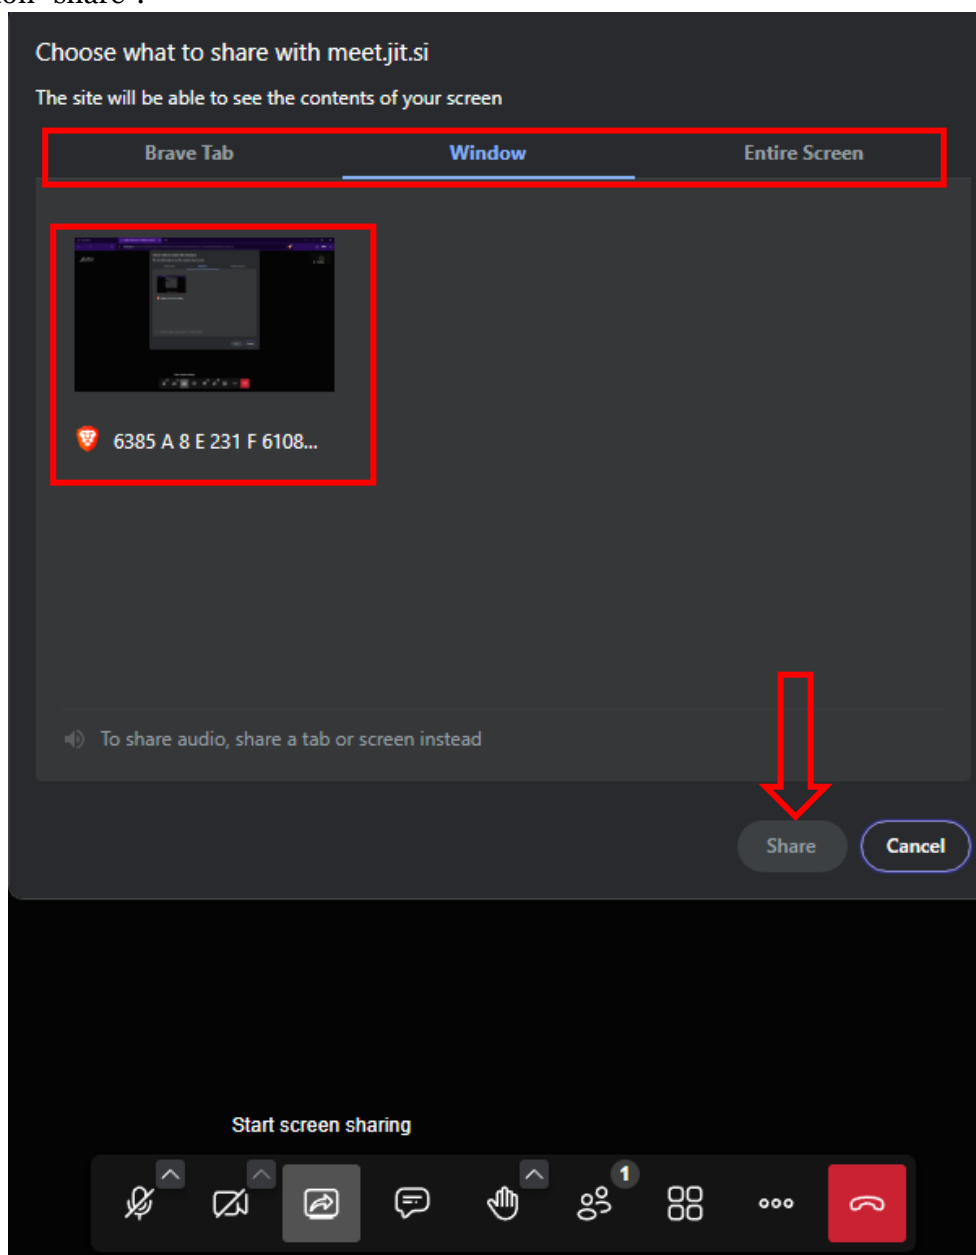 share".
Choose what to share with meet.jit.si
The site will be able to see the contents of your screen
Brave Tab Window Entire Screen
6385 A 8 E 231 F 6108...
To share audio, share a tab or screen instead
Share Cancel
Start screen sharing
1